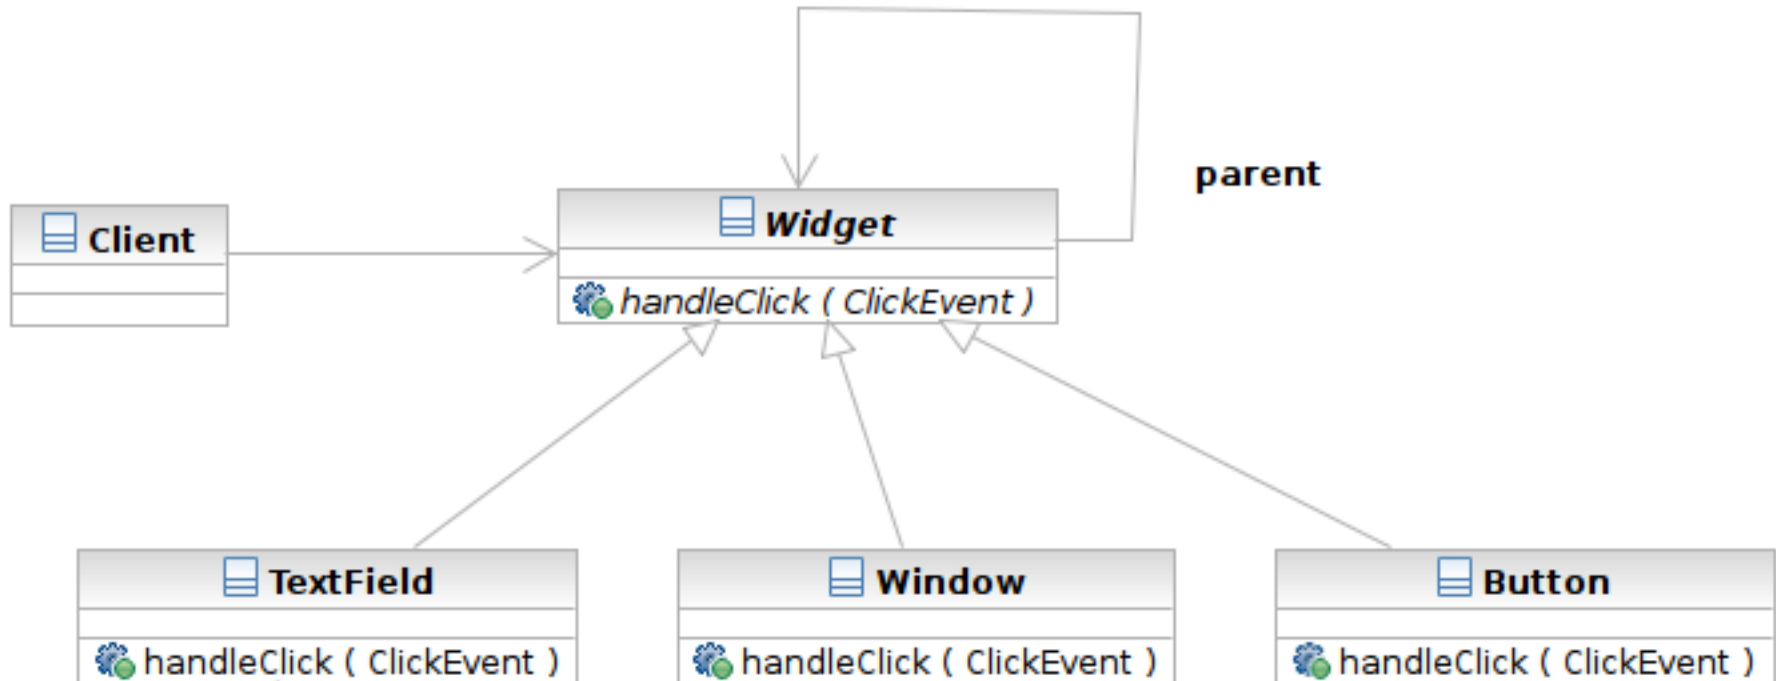 parent
Client
Widget
handleClick ( ClickEvent )
TextField
Window
Button
handleClick ( ClickEvent )
handleClick ( ClickEvent )
handleClick ( ClickEvent )